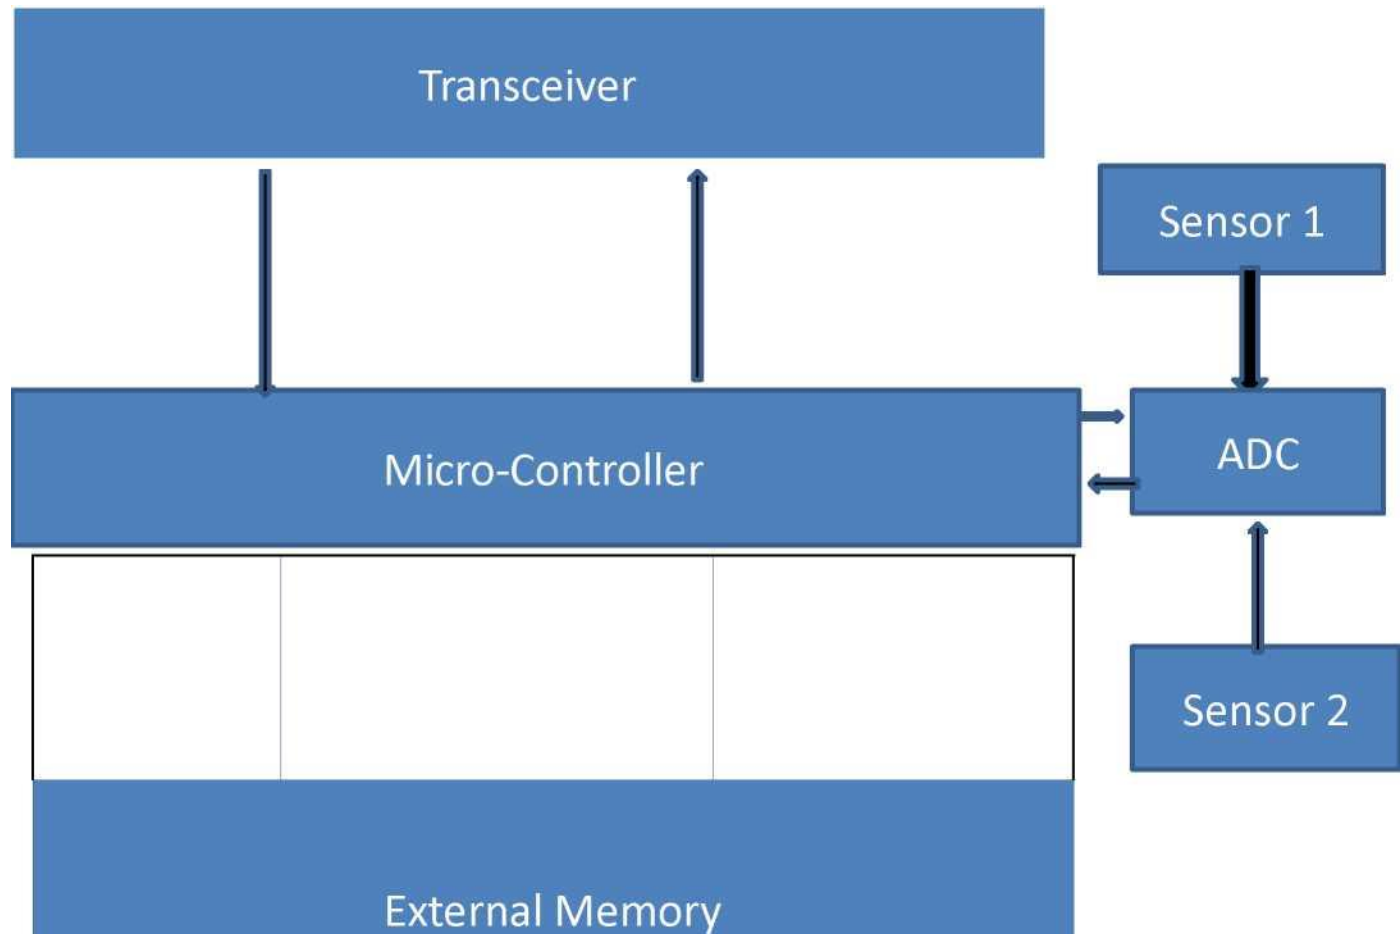 Transceiver
Sensor 1
Micro-Controller
ADC
Sensor 2
External Memory